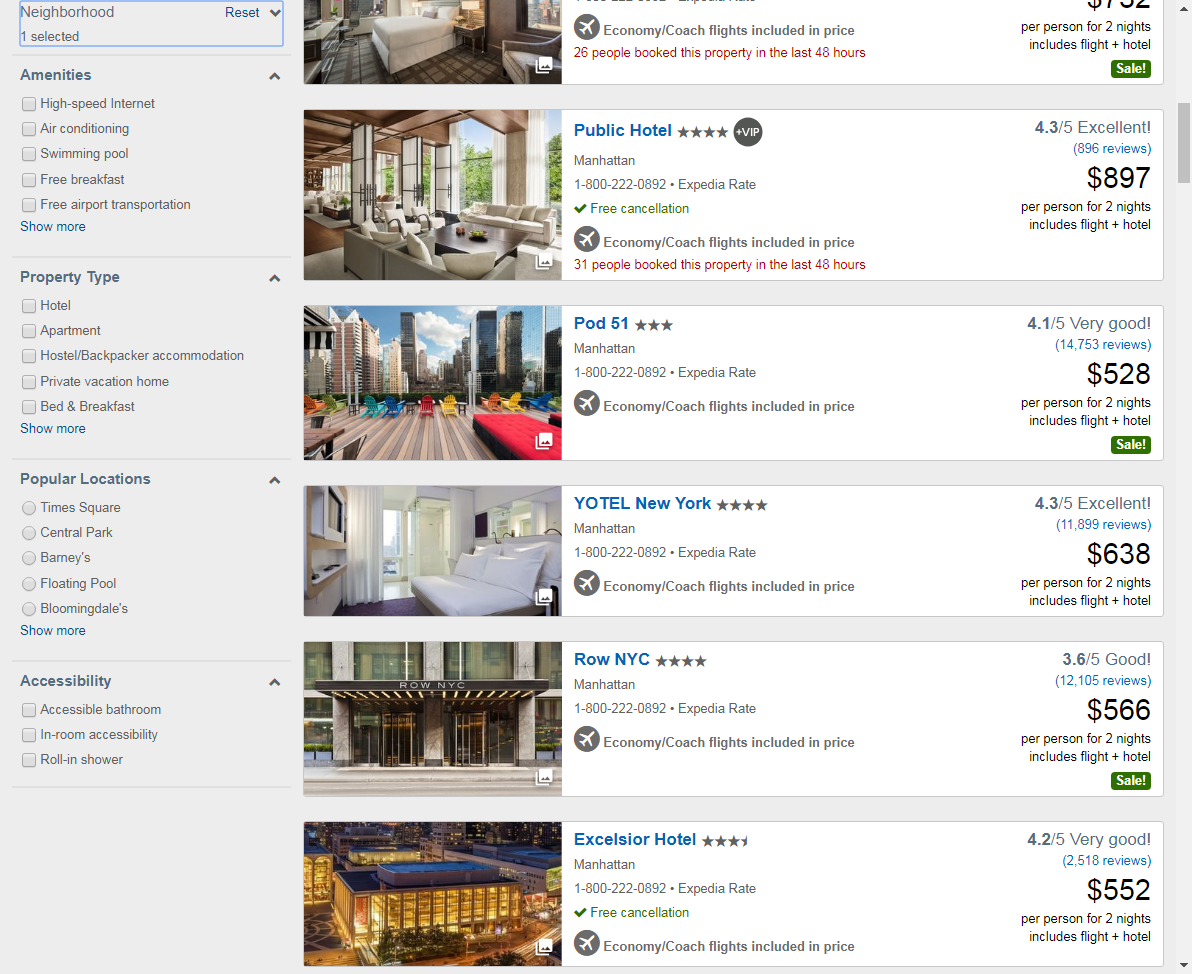 Neighborhood Reset
1 selected
Amenities
High-speed Internet
Air conditioning
Swimming pool
Free breakfast
Free airport transportation
Show more
Property Type
Hotel
Apartment
Hostel/Backpacker accommodation
Private vacation home
Bed & Breakfast
Show more
Popular Locations
Times Square
Central Park
Barney's
Floating Pool
Bloomingdale's
Show more
Accessibility
Accessible bathroom
In-room accessibility
Roll-in shower
Economy/Coach flights included in price
26 people booked this property in the last 48 hours
per person for 2 nights
includes flight + hotel
Sale!
Public Hotel +VIP
Manhattan
1-800-222-0892 • Expedia Rate
Free cancellation
Economy/Coach flights included in price
31 people booked this property in the last 48 hours
4.3/5 Excellent!
(896 reviews)
$897
per person for 2 nights
includes flight + hotel
Pod 51
Manhattan
1-800-222-0892 • Expedia Rate
Economy/Coach flights included in price
4.1/5 Very good!
(14,753 reviews)
$528
per person for 2 nights
includes flight + hotel
Sale!
YOTEL New York
Manhattan
1-800-222-0892 • Expedia Rate
Economy/Coach flights included in price
4.3/5 Excellent!
(11,899 reviews)
$638
per person for 2 nights
includes flight + hotel
ROW NYC
Row NYC
Manhattan
1-800-222-0892 • Expedia Rate
Economy/Coach flights included in price
3.6/5 Good!
(12,105 reviews)
$566
per person for 2 nights
includes flight + hotel
Sale!
Excelsior Hotel
Manhattan
1-800-222-0892 • Expedia Rate
Free cancellation
Economy/Coach flights included in price
4.2/5 Very good!
(2,518 reviews)
$552
per person for 2 nights
includes flight + hotel